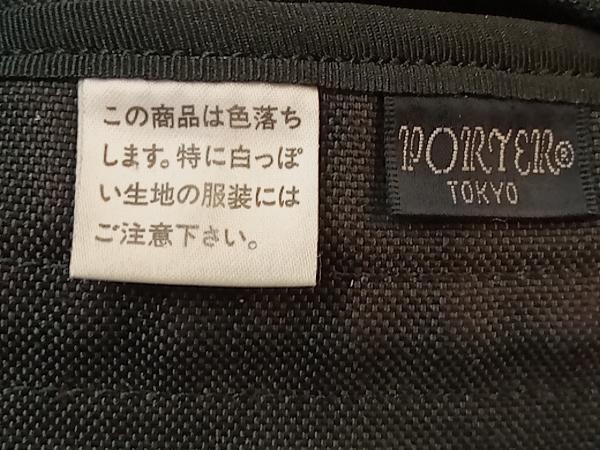 この商品は色落ち
します。特に白っぽ
い生地の服装には
ご注意下さい。
PORTER®
TOKYO